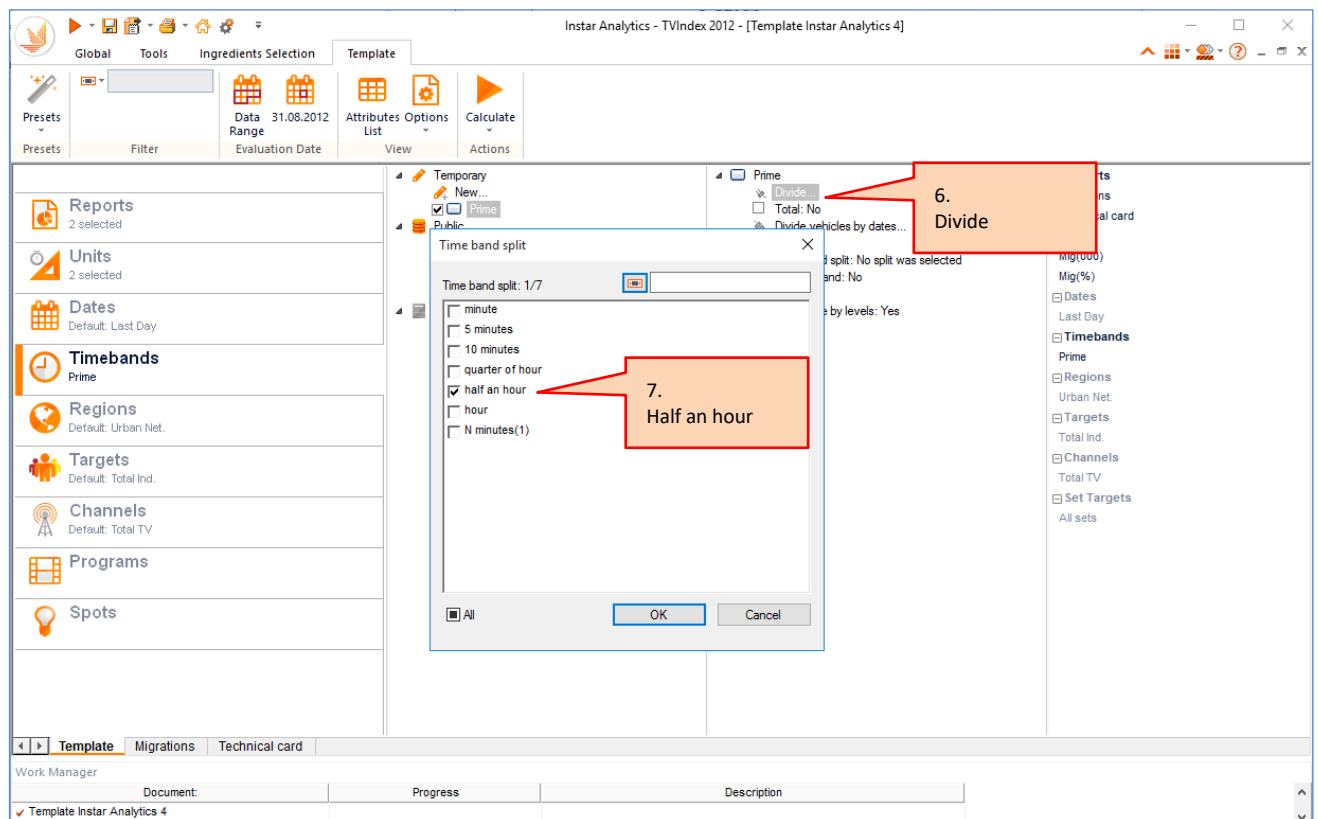 Instar Analytics - TVIndex 2012 - [Template Instar Analytics 4]
Global Tools Ingredients Selection Template
Presets
Data Range
31.08.2012
Attributes List
Options
Calculate
Presets Filter Evaluation Date View Actions
Reports
2 selected
Units
2 selected
Dates
Default: Last Day
Timebands
Prime
Regions
Default: Urban Net.
Targets
Default: Total Ind.
Channels
Default: Total TV
Programs
Spots
Temporary
New...
Prime
Public
Prime
Divide...
Total: No
Divide vehicles by dates...
split: No split was selected
and: No
by levels: Yes
6.
Divide
Time band split
Time band split: 1/7
minute
5 minutes
10 minutes
quarter of hour
half an hour
hour
N minutes(1)
7.
Half an hour
All OK Cancel
card
Mig(000)
Mig(%)
Dates
Last Day
Timebands
Prime
Regions
Urban Net.
Targets
Total Ind.
Channels
Total TV
Set Targets
All sets
Template Migrations Technical card
Work Manager
Document: Progress Description
Template Instar Analytics 4